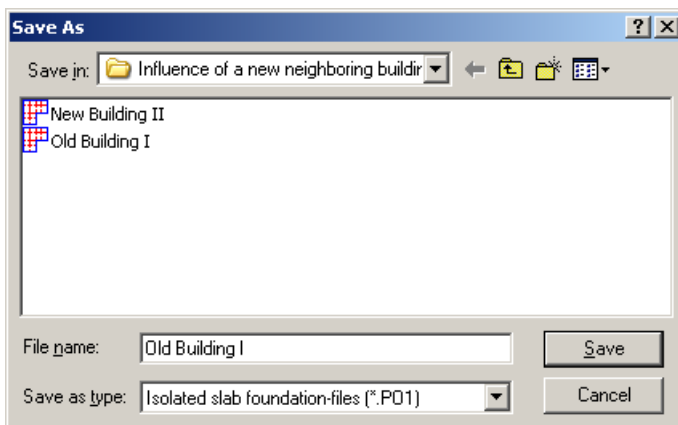 Save As
Save in: Influence of a new neighboring buildir
New Building II
Old Building I
File name: Old Building I Save
Save as type: Isolated slab foundation-files (*.PO1) Cancel